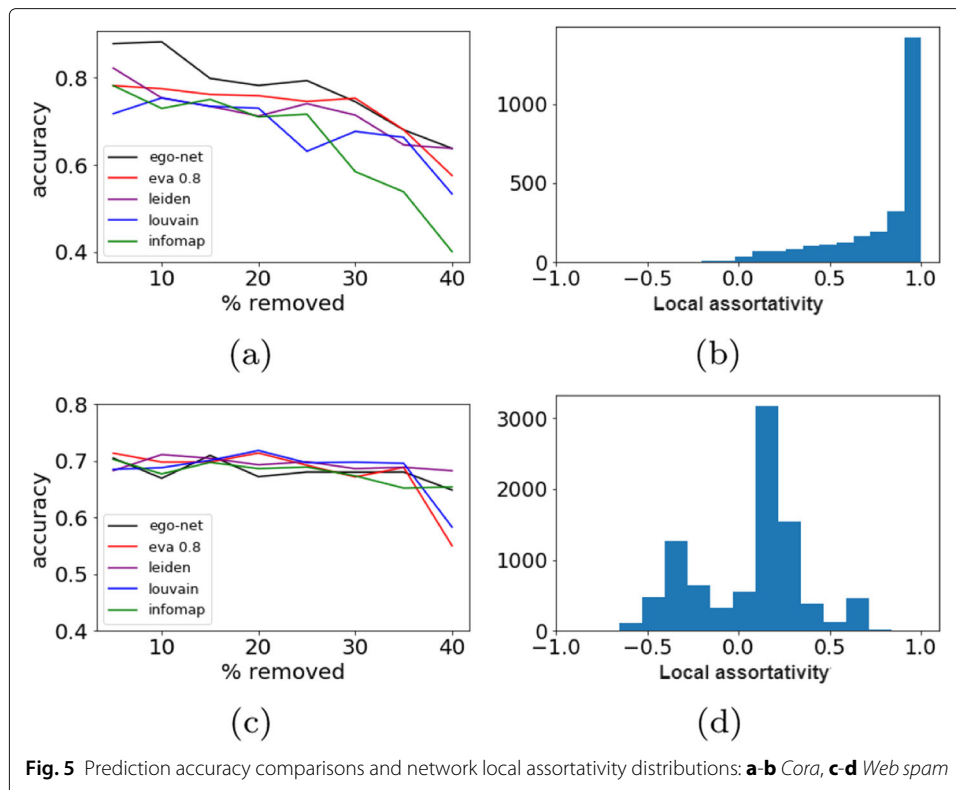 accuracy
0.8
0.6
0.4
ego-net
eva 0.8
leiden
louvain
infomap
10 20 30 40
% removed
(a)
1000
500
0
−1.0 −0.5 0.0 0.5 1.0
Local assortativity
(b)
accuracy
0.8
0.7
0.6
0.5
0.4
ego-net
eva 0.8
leiden
louvain
infomap
10 20 30 40
% removed
(c)
3000
2000
1000
0
−1.0 −0.5 0.0 0.5 1.0
Local assortativity
(d)
Fig. 5 Prediction accuracy comparisons and network local assortativity distributions: a-b Cora, c-d Web spam